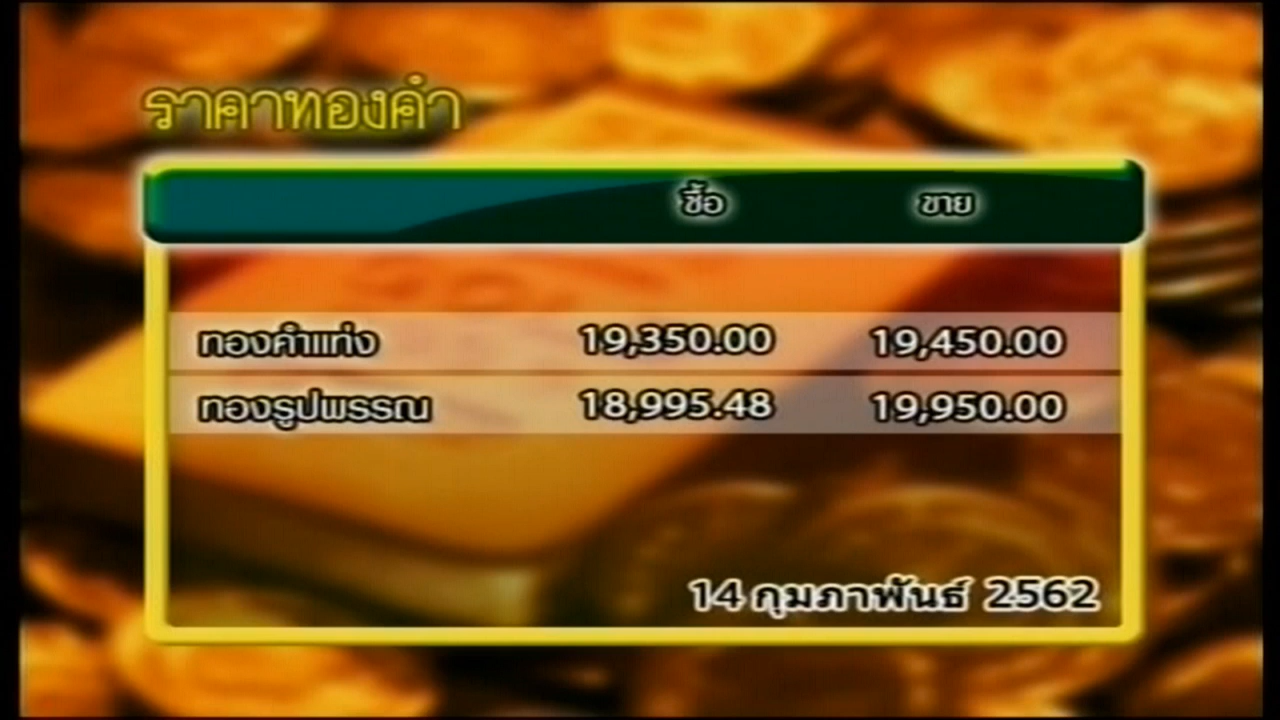 ราคาทองคำ
ซื้อ ขาย
ทองคำแท่ง 19,350.00 19,450.00
ทองรูปพรรณ 18,995.48 19,950.00
14 กุมภาพันธ์ 2562